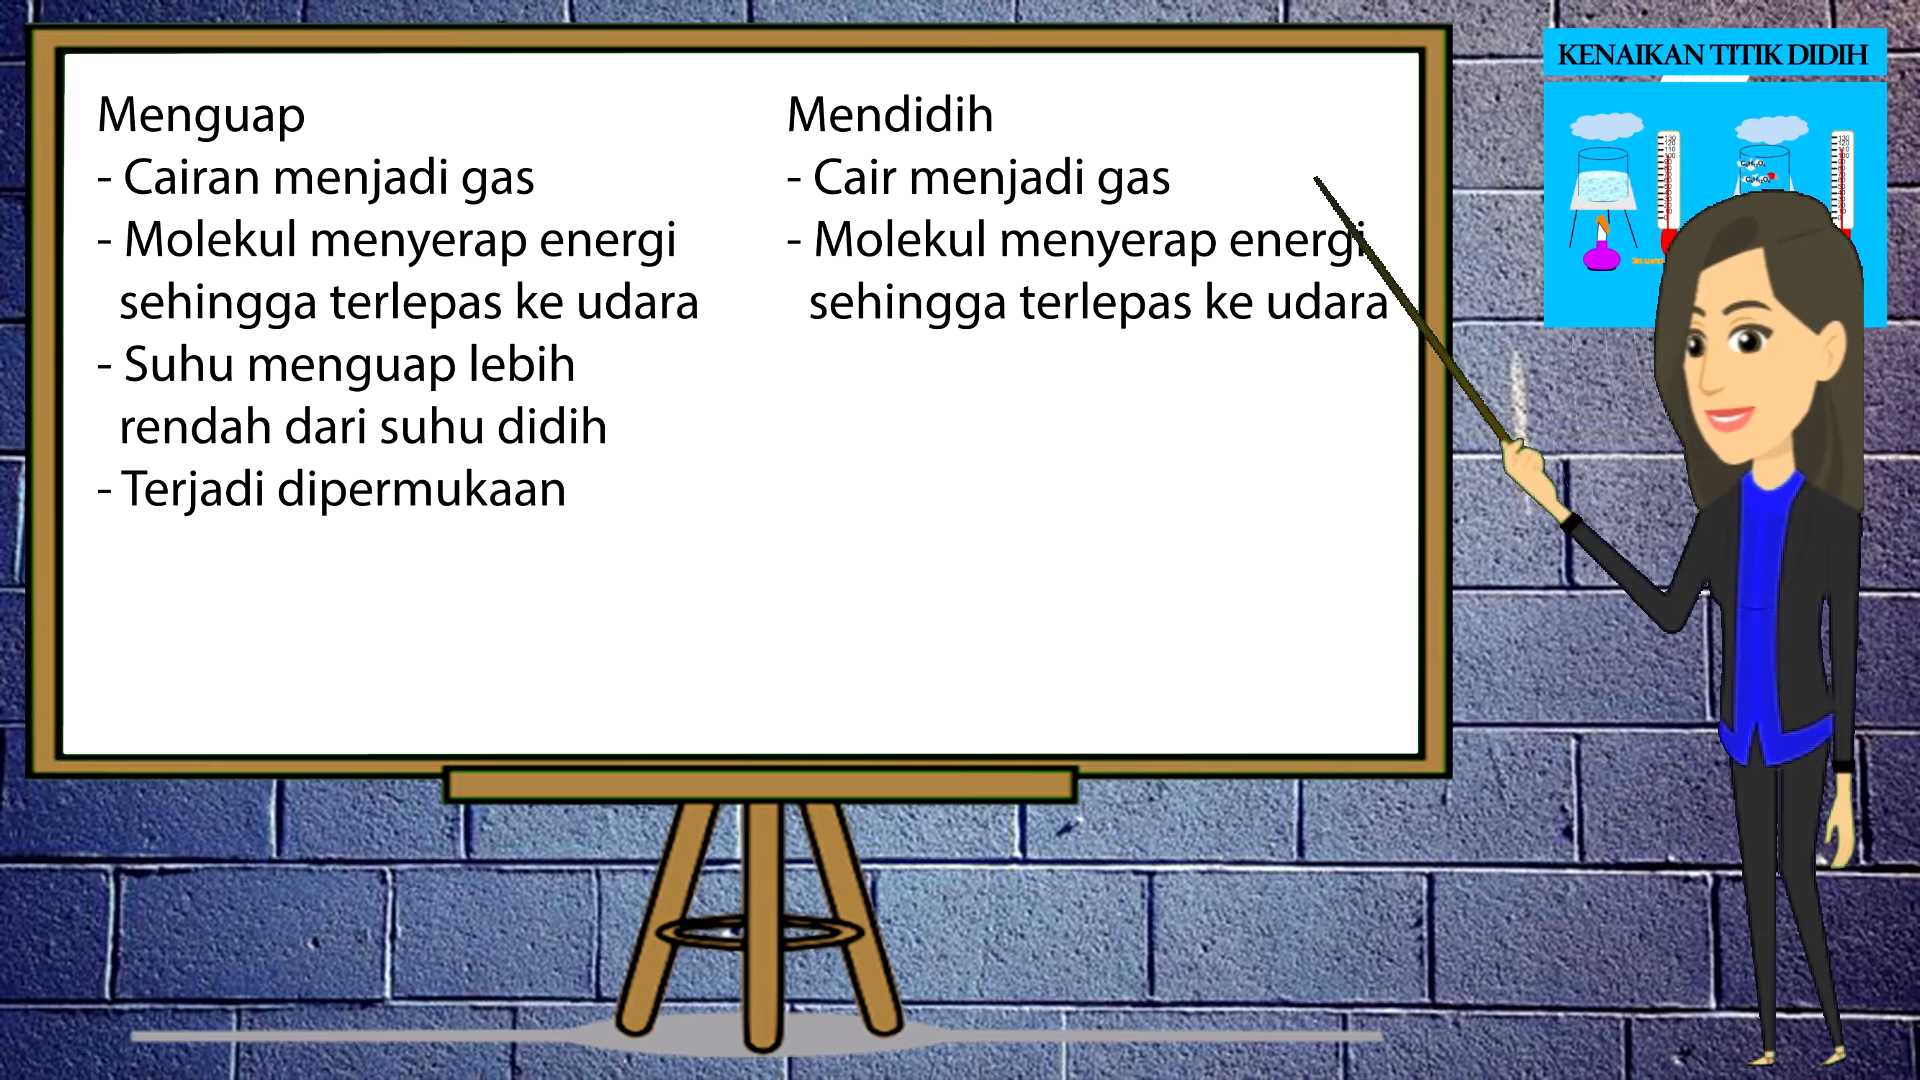 Menguap
- Cairan menjadi gas
- Molekul menyerap energi
sehingga terlepas ke udara
- Suhu menguap lebih
rendah dari suhu didih
- Terjadi dipermukaan
Mendidih
- Cair menjadi gas
- Molekul menyerap energi
sehingga terlepas ke udara
KENAIKAN TITIK DIDIH